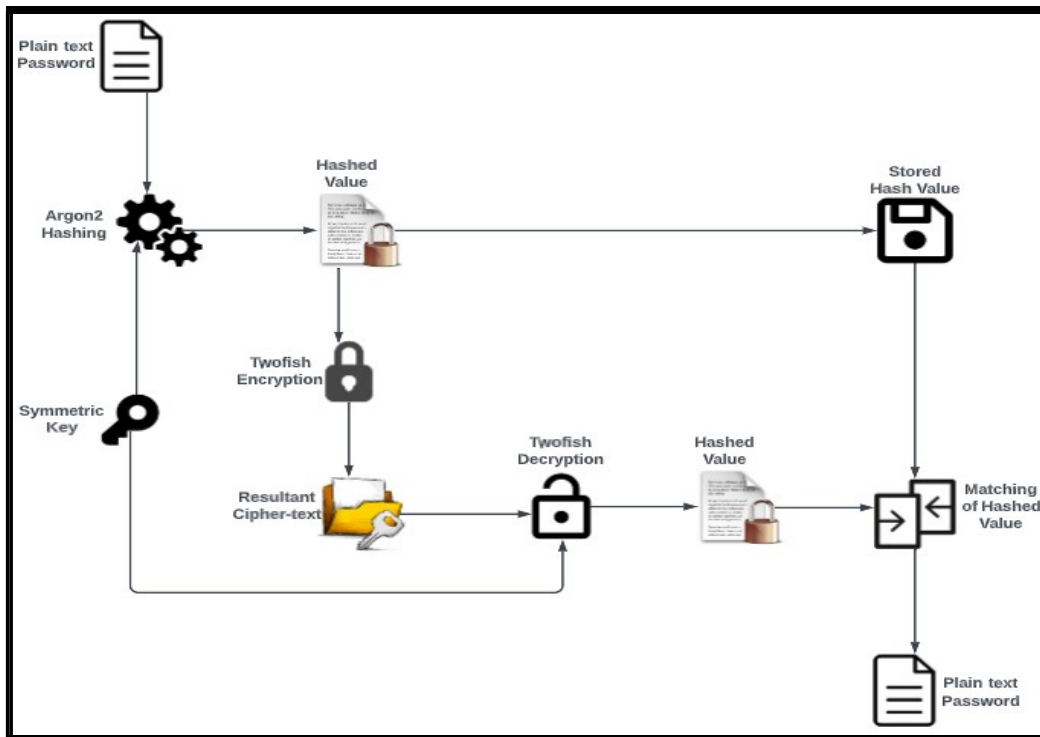 Plain text
Password
Hashed
Value
Stored
Hash Value
Argon2
Hashing
Twofish
Encryption
Symmetric
Key
Twofish
Decryption
Hashed
Value
Resultant
Cipher-text
Matching
of Hashed
Value
Plain text
Password